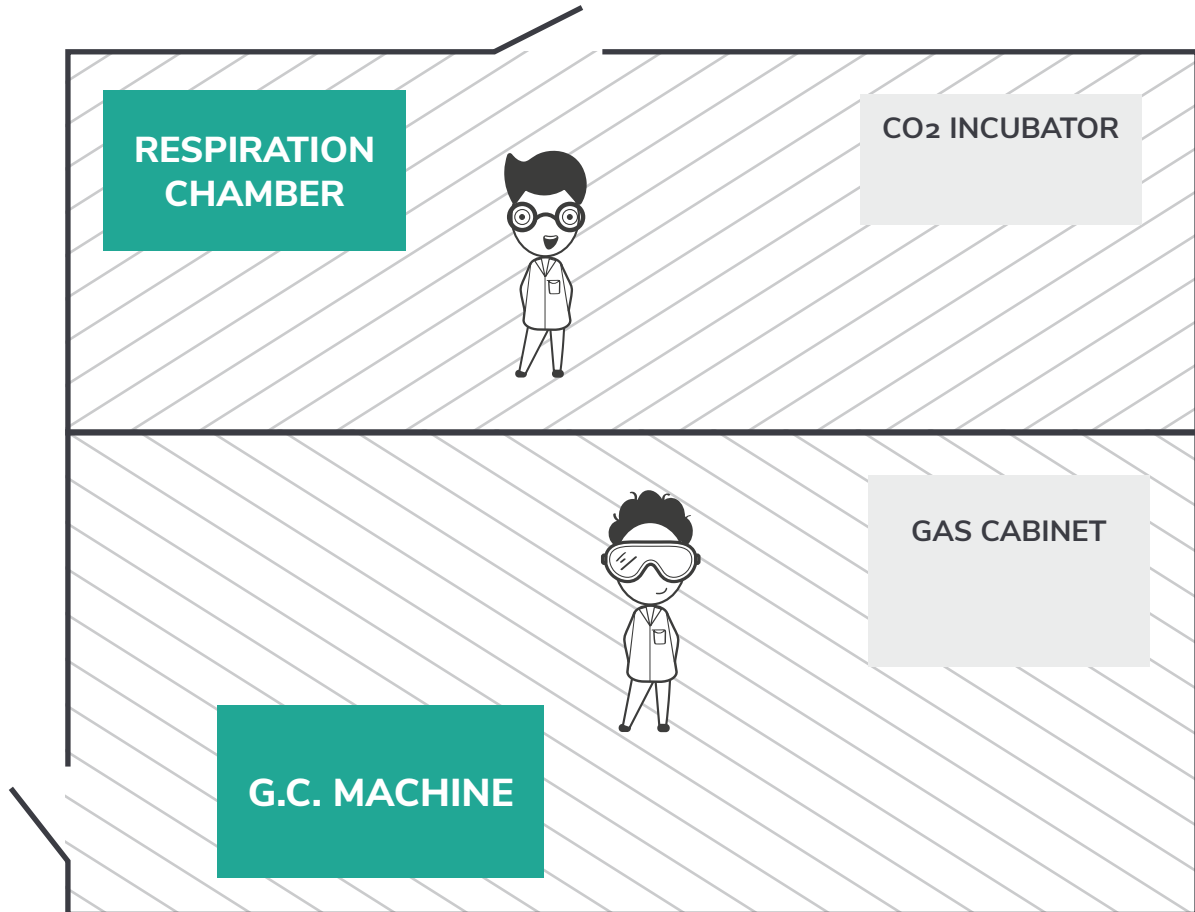 RESPIRATION
CHAMBER
CO2 INCUBATOR
GAS CABINET
G.C. MACHINE